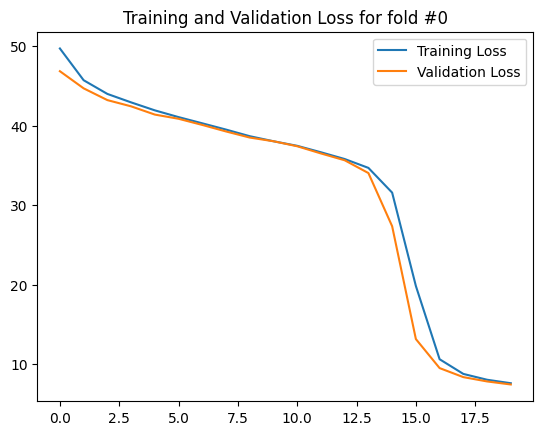 Training and Validation Loss for fold #0
Training Loss
Validation Loss
50
40
30
20
10
0.0 2.5 5.0 7.5 10.0 12.5 15.0 17.5